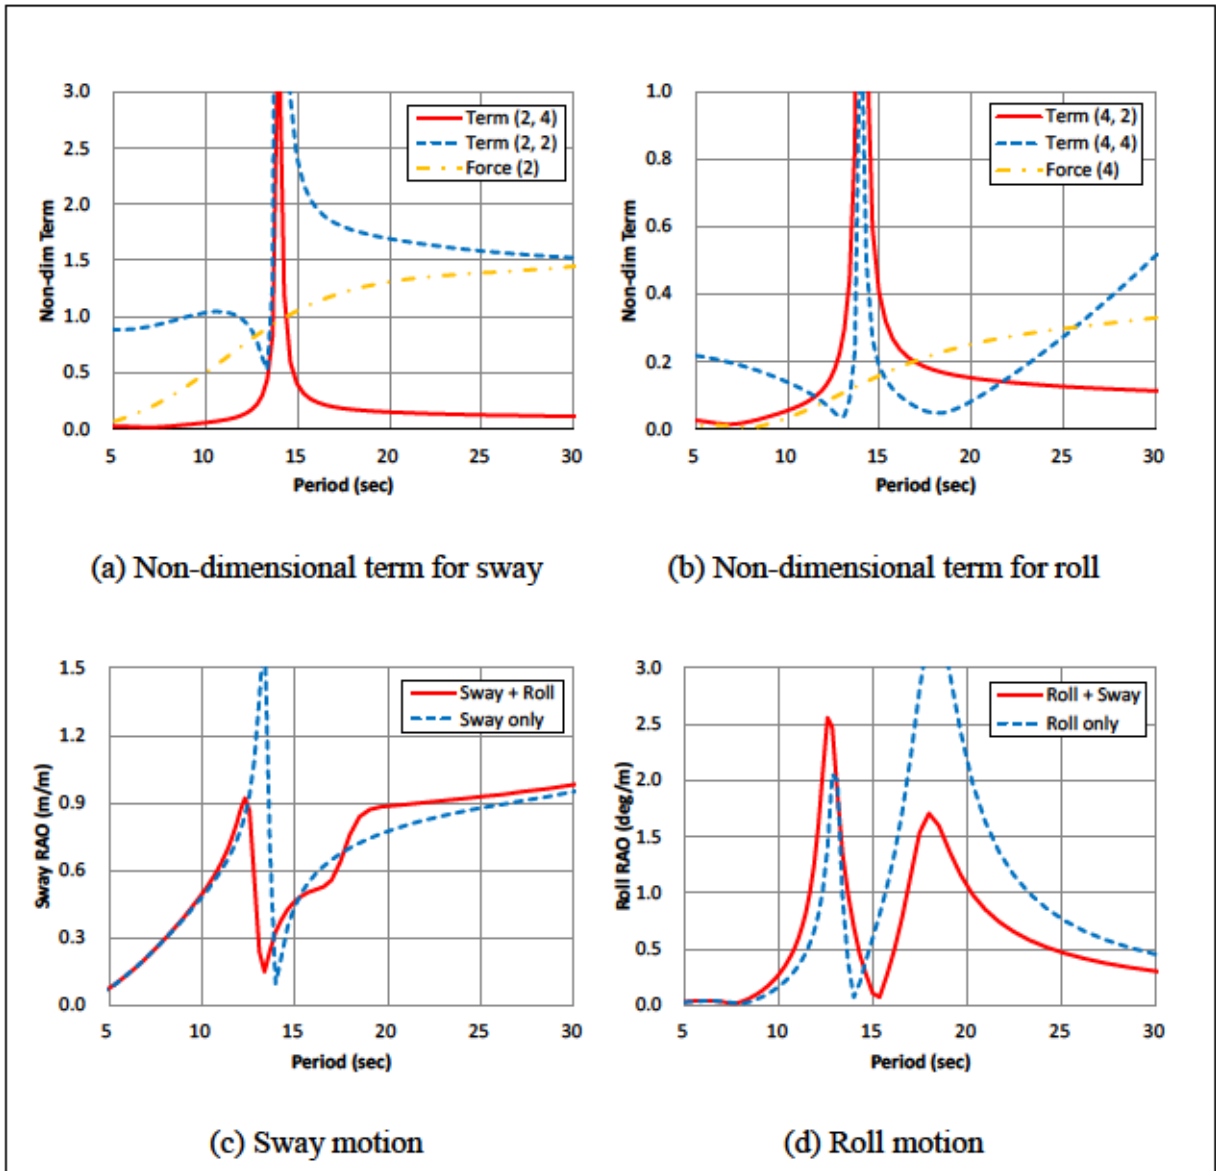 3.0
2.5
2.0
1.5
1.0
0.5
0.0
Non-dim Term
Term (2, 4)
Term (2, 2)
Force (2)
5 10 15 20 25 30
Period (sec)
(a) Non-dimensional term for sway
1.0
0.8
0.6
0.4
0.2
0.0
Non-dim Term
Term (4, 2)
Term (4, 4)
Force (4)
5 10 15 20 25 30
Period (sec)
(b) Non-dimensional term for roll
1.5
1.2
0.9
0.6
0.3
0.0
Sway RAO (m/m)
Sway + Roll
Sway only
5 10 15 20 25 30
Period (sec)
(c) Sway motion
3.0
2.5
2.0
1.5
1.0
0.5
0.0
Roll RAO (deg/m)
Roll + Sway
Roll only
5 10 15 20 25 30
Period (sec)
(d) Roll motion